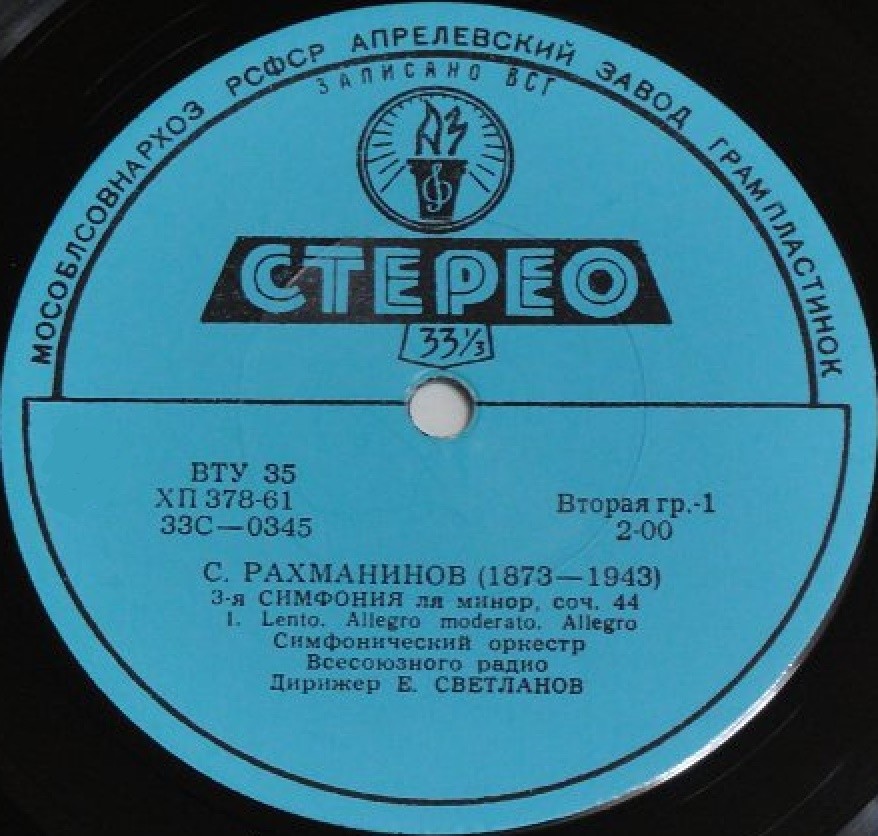 МОСОБЛСОВНАРХОЗ РСФСР АПРЕЛЕВСКИЙ ЗАВОД ГРАМПЛАСТИНОК
ЗАПИСАНО ВСГ
СТЕРЕО
33⅓
ВТУ 35
ХП 378-61
33С—0345
Вторая гр.-1
2-00
С. РАХМАНИНОВ (1873—1943)
3-я СИМФОНИЯ ля минор, соч. 44
1. Lento. Allegro moderato. Allegro
Симфонический оркестр
Всесоюзного радио
Дирижер Е. СВЕТЛАНОВ